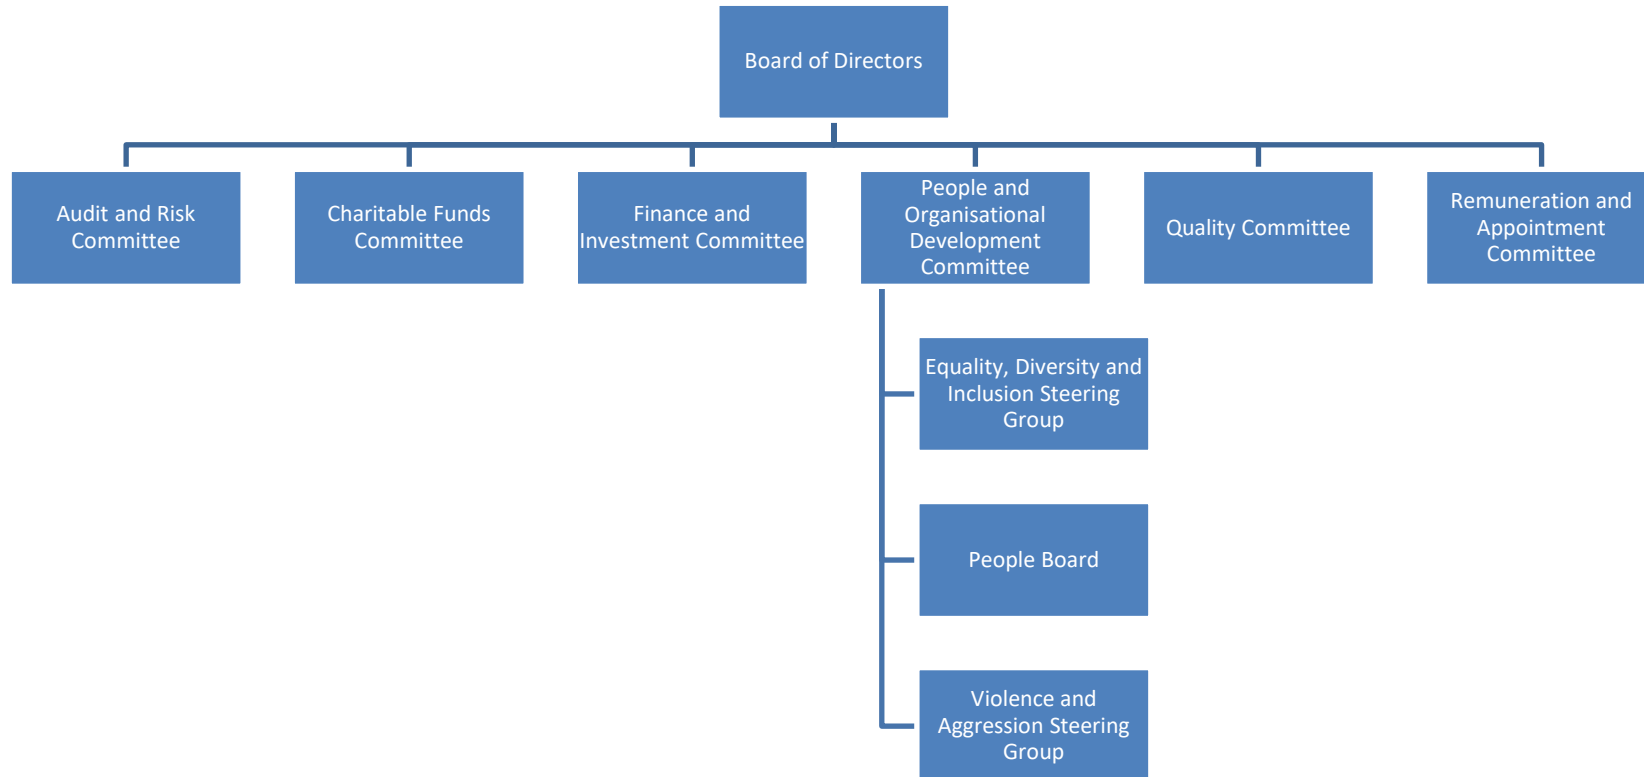 Board of Directors
Audit and Risk
Committee
Charitable Funds
Committee
Finance and
Investment Committee
People and
Organisational
Development
Committee
Quality Committee
Remuneration and
Appointment
Committee
Equality, Diversity and
Inclusion Steering
Group
People Board
Violence and
Aggression Steering
Group